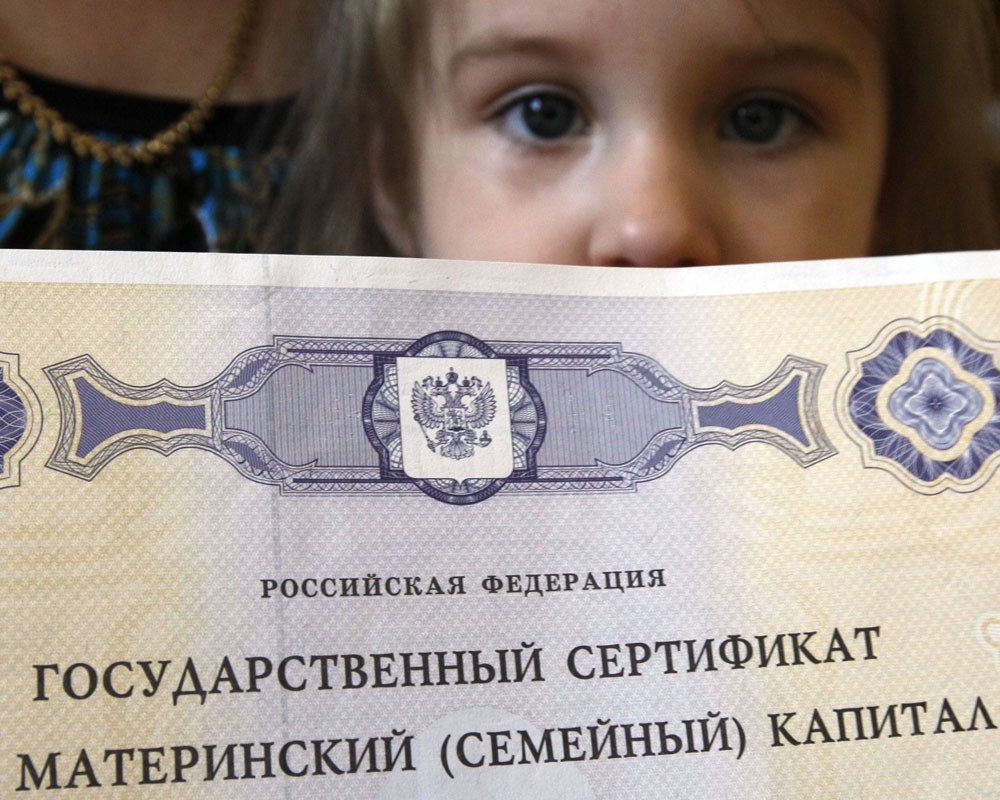 РОССИЙСКАЯ ФЕДЕРАЦИЯ
ГОСУДАРСТВЕННЫЙ СЕРТИФИКАТ
МАТЕРИНСКИЙ (СЕМЕЙНЫЙ) КАПИТАЛ